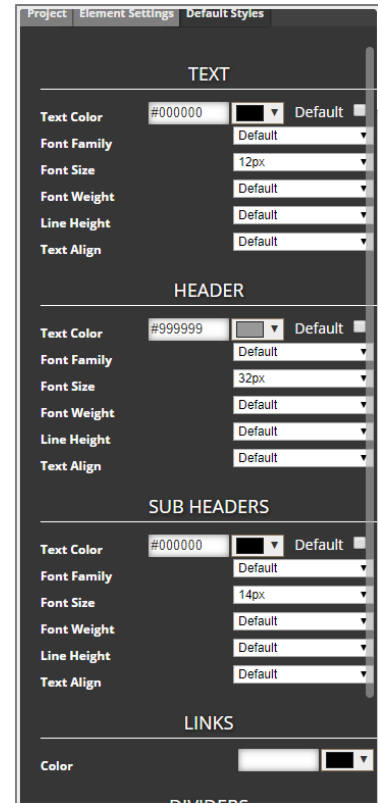 Project Element Settings Default Styles
TEXT
Text Color #000000 Default
Font Family Default
Font Size 12px
Font Weight Default
Line Height Default
Text Align Default
HEADER
Text Color #999999 Default
Font Family Default
Font Size 32px
Font Weight Default
Line Height Default
Text Align Default
SUB HEADERS
Text Color #000000 Default
Font Family Default
Font Size 14px
Font Weight Default
Line Height Default
Text Align Default
LINKS
Color
DIVIDERS